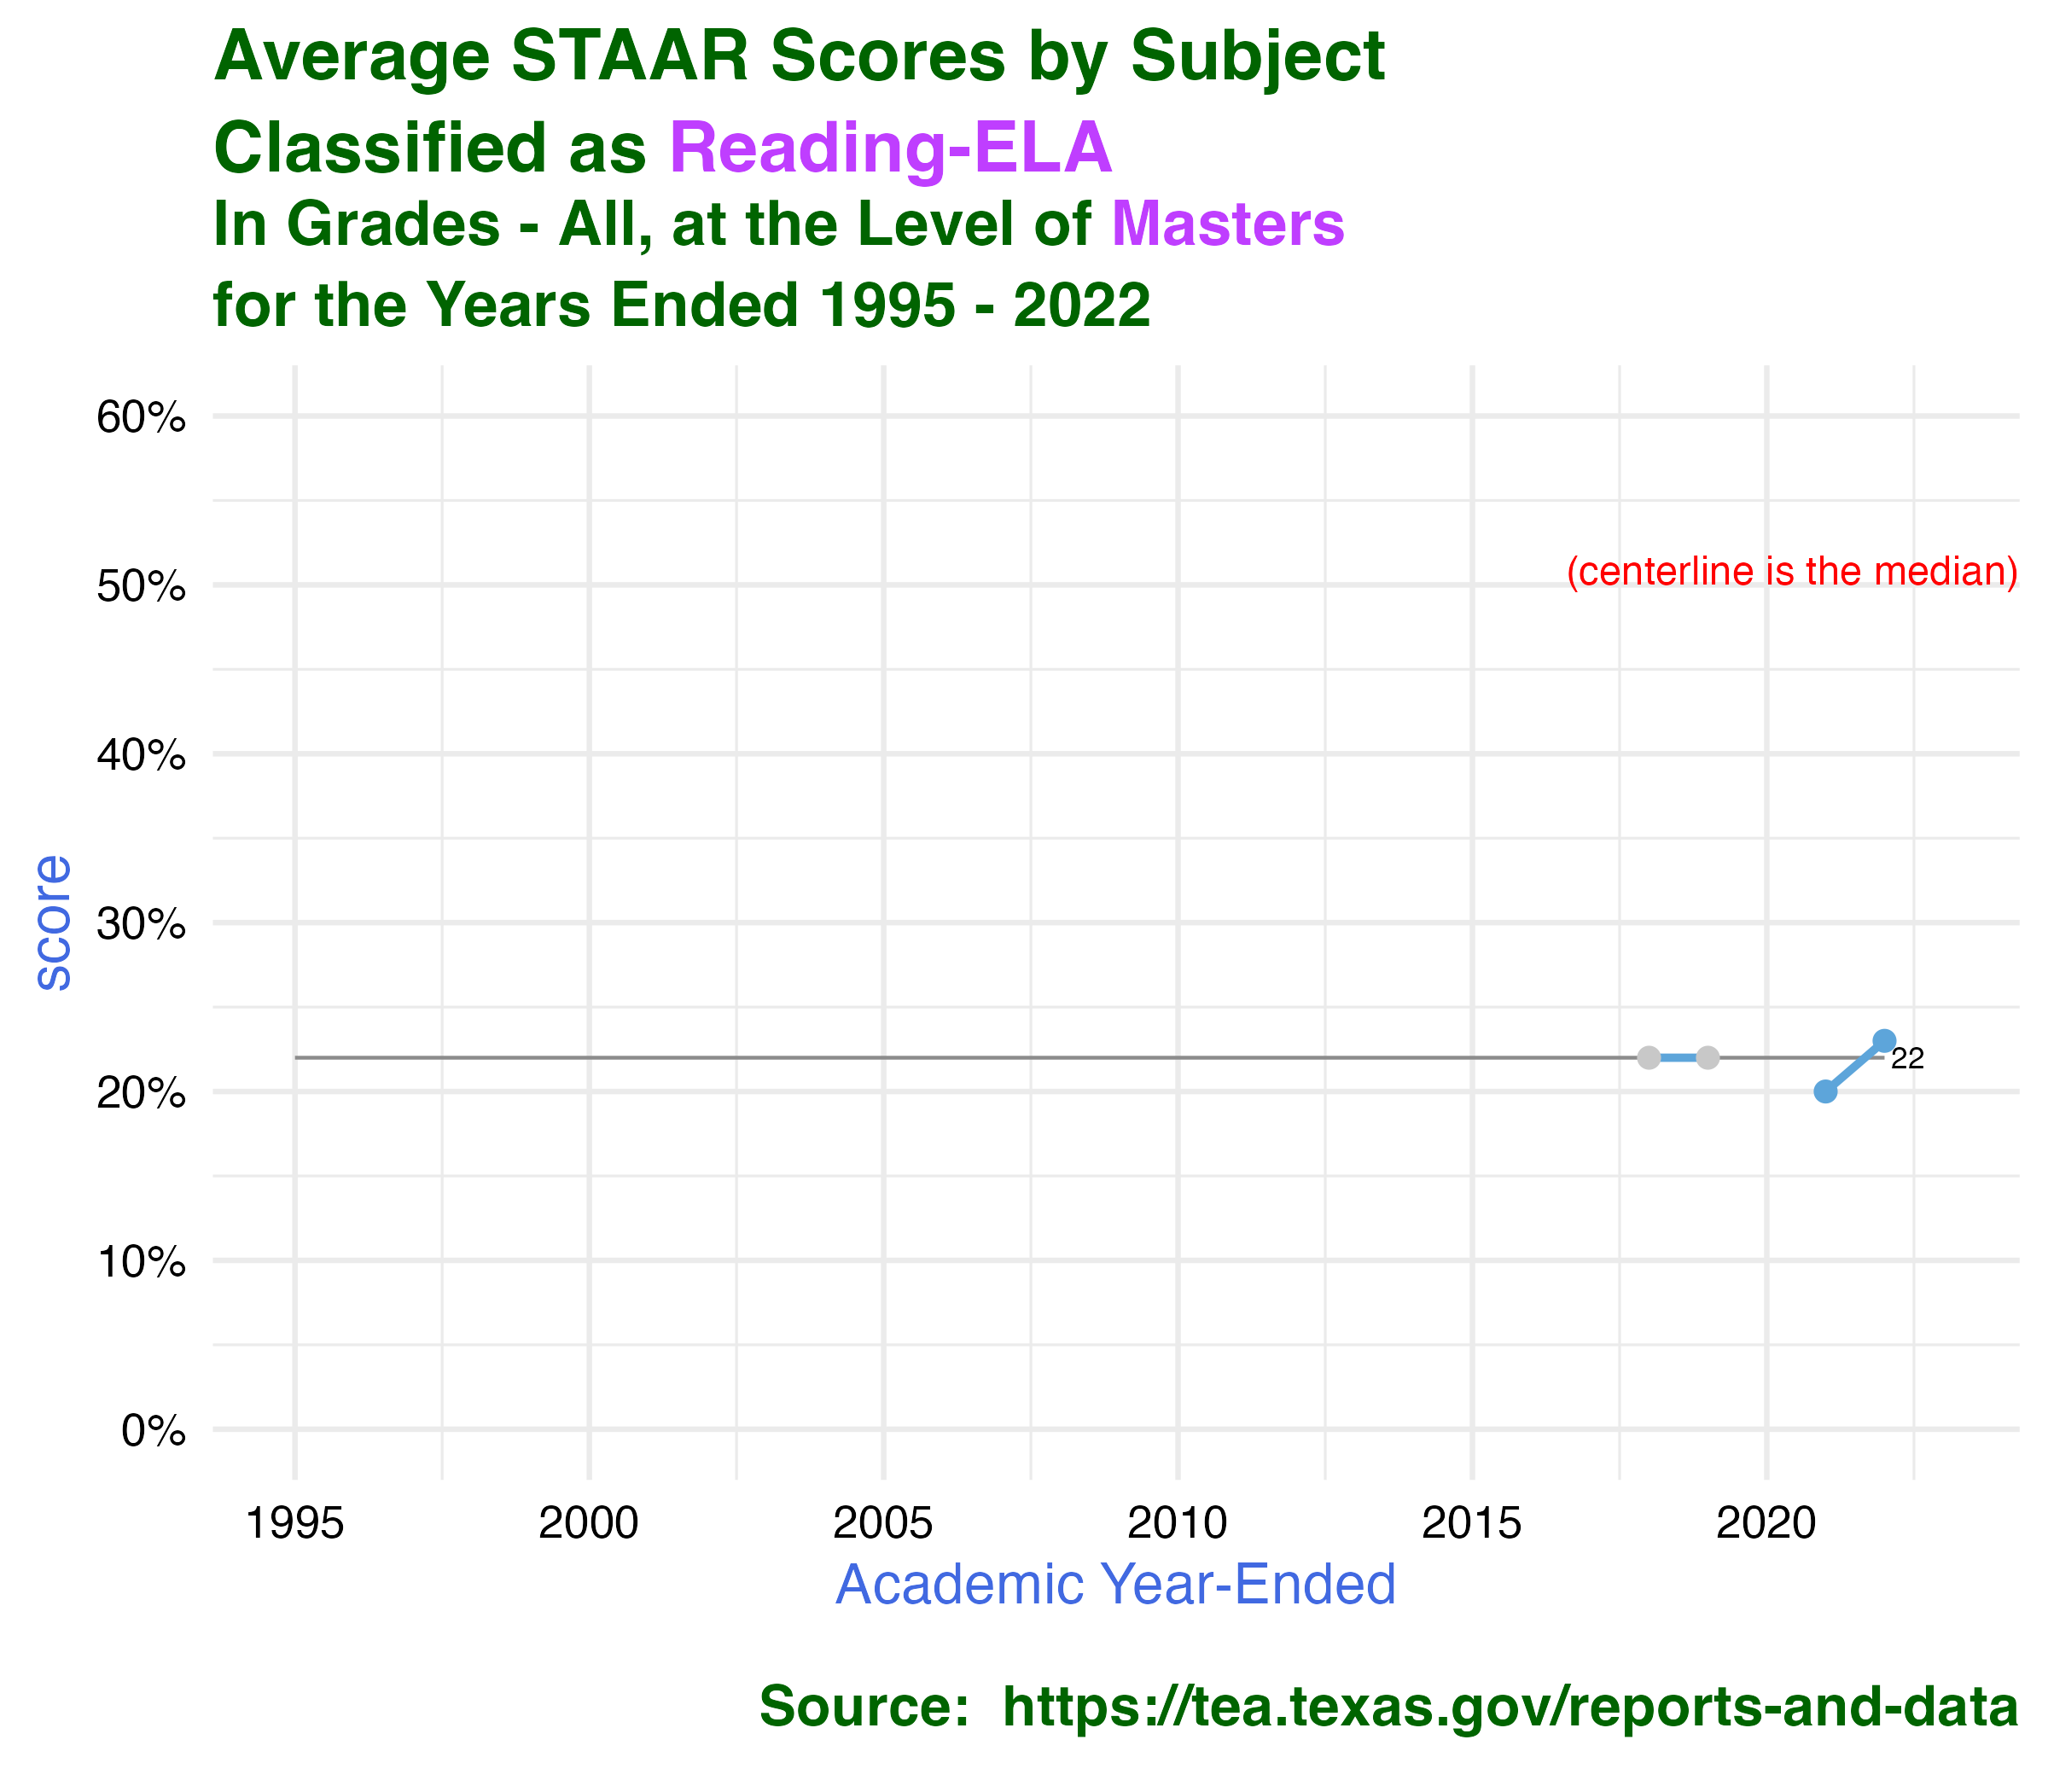 Average STAAR Scores by Subject
Classified as Reading-ELA
In Grades - All, at the Level of Masters
for the Years Ended 1995 - 2022
60%
(centerline is the median)
50%
40%
30%
score
22
20%
10%
0%
1995 2000 2005 2010 2015 2020
Academic Year-Ended
Source:  https://tea.texas.gov/reports-and-data